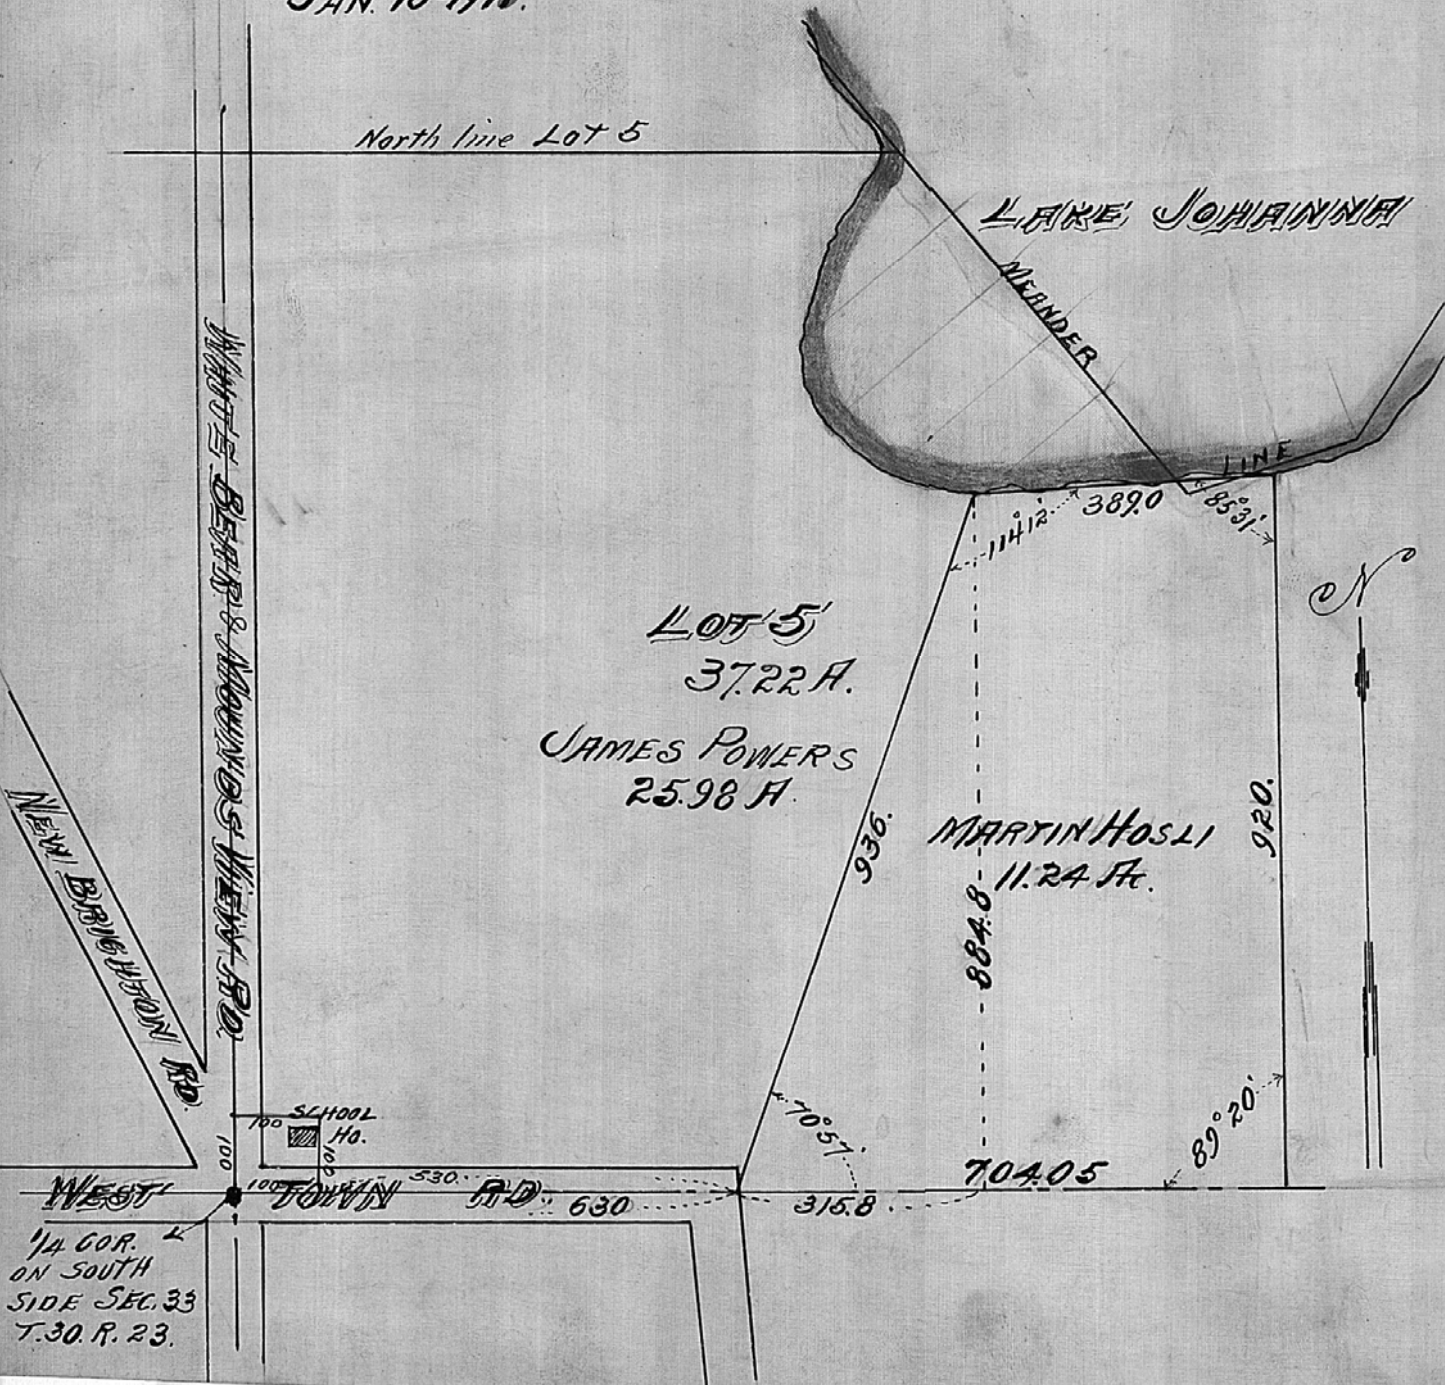 North line Lot 5
LAKE JOHANNA
MEANDER
LINE
389.0
114°12'
85°31'
N
LOT 5
37.22 A.
JAMES POWERS
25.98 A.
WHITE BEAR & MOUNDS VIEW RD
NEW BRIGHTON RD.
936.
MARTIN HOSLI
11.24 Ac.
884.8
920.
70°57'
89°20'
SCHOOL
HO.
100
100
100
100
530
WEST TOWN RD.
630
315.8
704.05
1/4 COR.
ON SOUTH
SIDE SEC. 33
T. 30. R. 23.